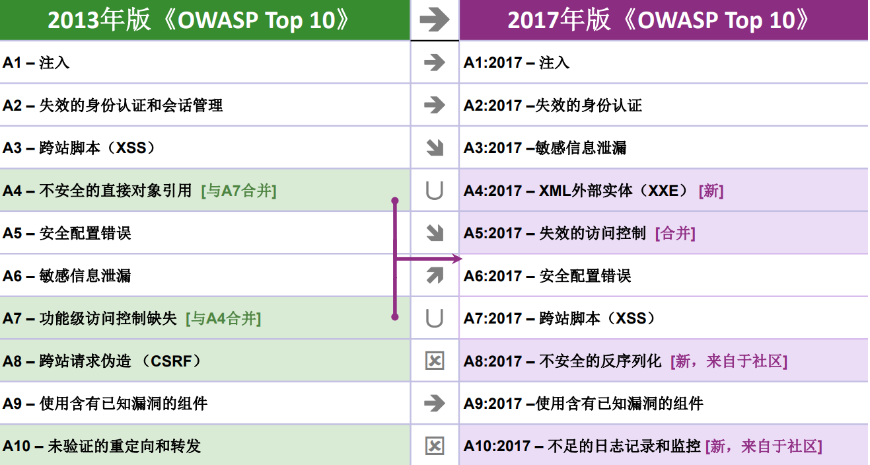 2013年版《OWASP Top 10》
2017年版《OWASP Top 10》
A1 – 注入
A1:2017 – 注入
A2 – 失效的身份认证和会话管理
A2:2017 –失效的身份认证
A3 – 跨站脚本（XSS）
A3:2017 –敏感信息泄漏
A4 – 不安全的直接对象引用 [与A7合并]
A4:2017 – XML外部实体（XXE）[新]
A5 – 安全配置错误
A5:2017 – 失效的访问控制 [合并]
A6 – 敏感信息泄漏
A6:2017 – 安全配置错误
A7 – 功能级访问控制缺失 [与A4合并]
A7:2017 – 跨站脚本（XSS）
A8 – 跨站请求伪造 （CSRF）
A8:2017 – 不安全的反序列化 [新，来自于社区]
A9 – 使用含有已知漏洞的组件
A9:2017 –使用含有已知漏洞的组件
A10 – 未验证的重定向和转发
A10:2017 – 不足的日志记录和监控 [新，来自于社区]